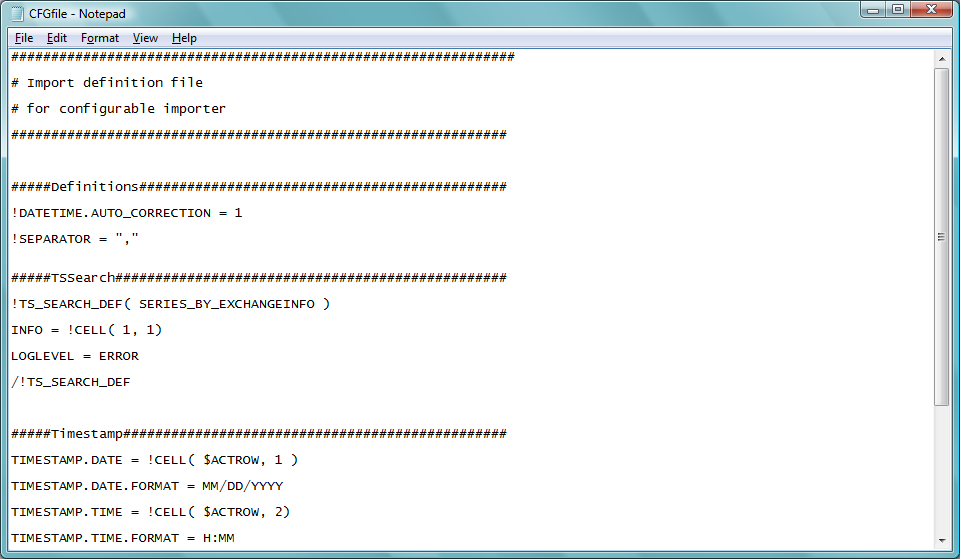 CFGfile - Notepad
File Edit Format View Help
###############################################################
# Import definition file
# for configurable importer
##############################################################
#####Definitions##############################################
!DATETIME.AUTO_CORRECTION = 1
!SEPARATOR = ","
#####TSSearch#################################################
!TS_SEARCH_DEF( SERIES_BY_EXCHANGEINFO )
INFO = !CELL( 1, 1)
LOGLEVEL = ERROR
/!TS_SEARCH_DEF
#####Timestamp################################################
TIMESTAMP.DATE = !CELL( $ACTROW, 1 )
TIMESTAMP.DATE.FORMAT = MM/DD/YYYY
TIMESTAMP.TIME = !CELL( $ACTROW, 2)
TIMESTAMP.TIME.FORMAT = H:MM